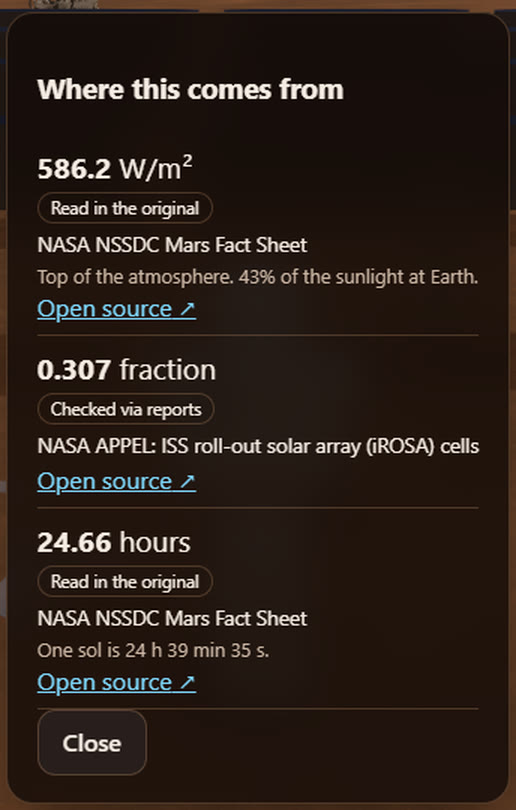 Where this comes from
586.2 W/m²
Read in the original
NASA NSSDC Mars Fact Sheet
Top of the atmosphere. 43% of the sunlight at Earth.
Open source ↗
0.307 fraction
Checked via reports
NASA APPEL: ISS roll-out solar array (iROSA) cells
Open source ↗
24.66 hours
Read in the original
NASA NSSDC Mars Fact Sheet
One sol is 24 h 39 min 35 s.
Open source ↗
Close